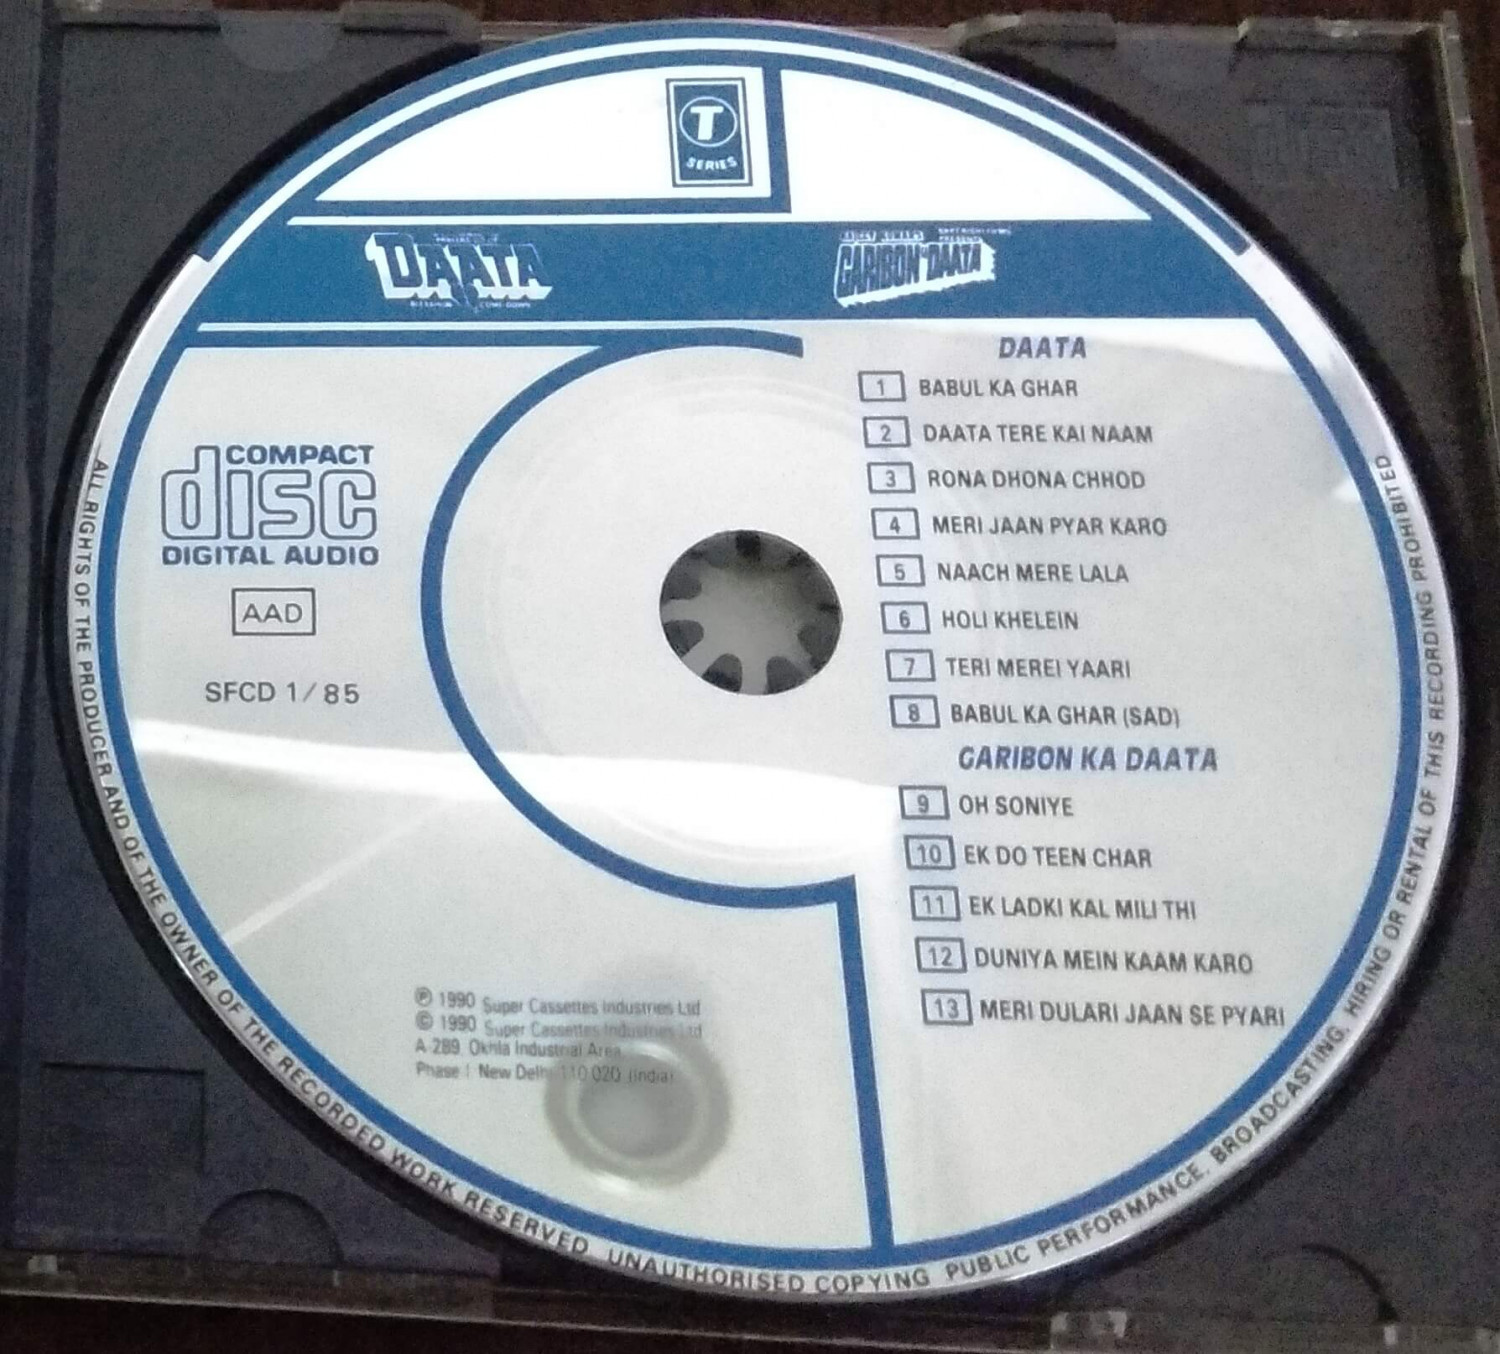 T
SERIES
DAATA
GARIBON KA DAATA
COMPACT
disc
DIGITAL AUDIO
AAD
SFCD 1/85
DAATA
1 BABUL KA GHAR
2 DAATA TERE KAI NAAM
3 RONA DHONA CHHOD
4 MERI JAAN PYAR KARO
5 NAACH MERE LALA
6 HOLI KHELEIN
7 TERI MEREI YAARI
8 BABUL KA GHAR (SAD)
GARIBON KA DAATA
9 OH SONIYE
10 EK DO TEEN CHAR
11 EK LADKI KAL MILI THI
12 DUNIYA MEIN KAAM KARO
13 MERI DULARI JAAN SE PYARI
℗ 1990 Super Cassettes Industries Ltd
© 1990 Super Cassettes Industries Ltd
A-289, Okhla Industrial Area
Phase I New Delhi 110 020 (India)
ALL RIGHTS OF THE PRODUCER AND OF THE OWNER OF THE RECORDED WORK RESERVED. UNAUTHORISED COPYING PUBLIC PERFORMANCE, BROADCASTING, HIRING OR RENTAL OF THIS RECORDING PROHIBITED